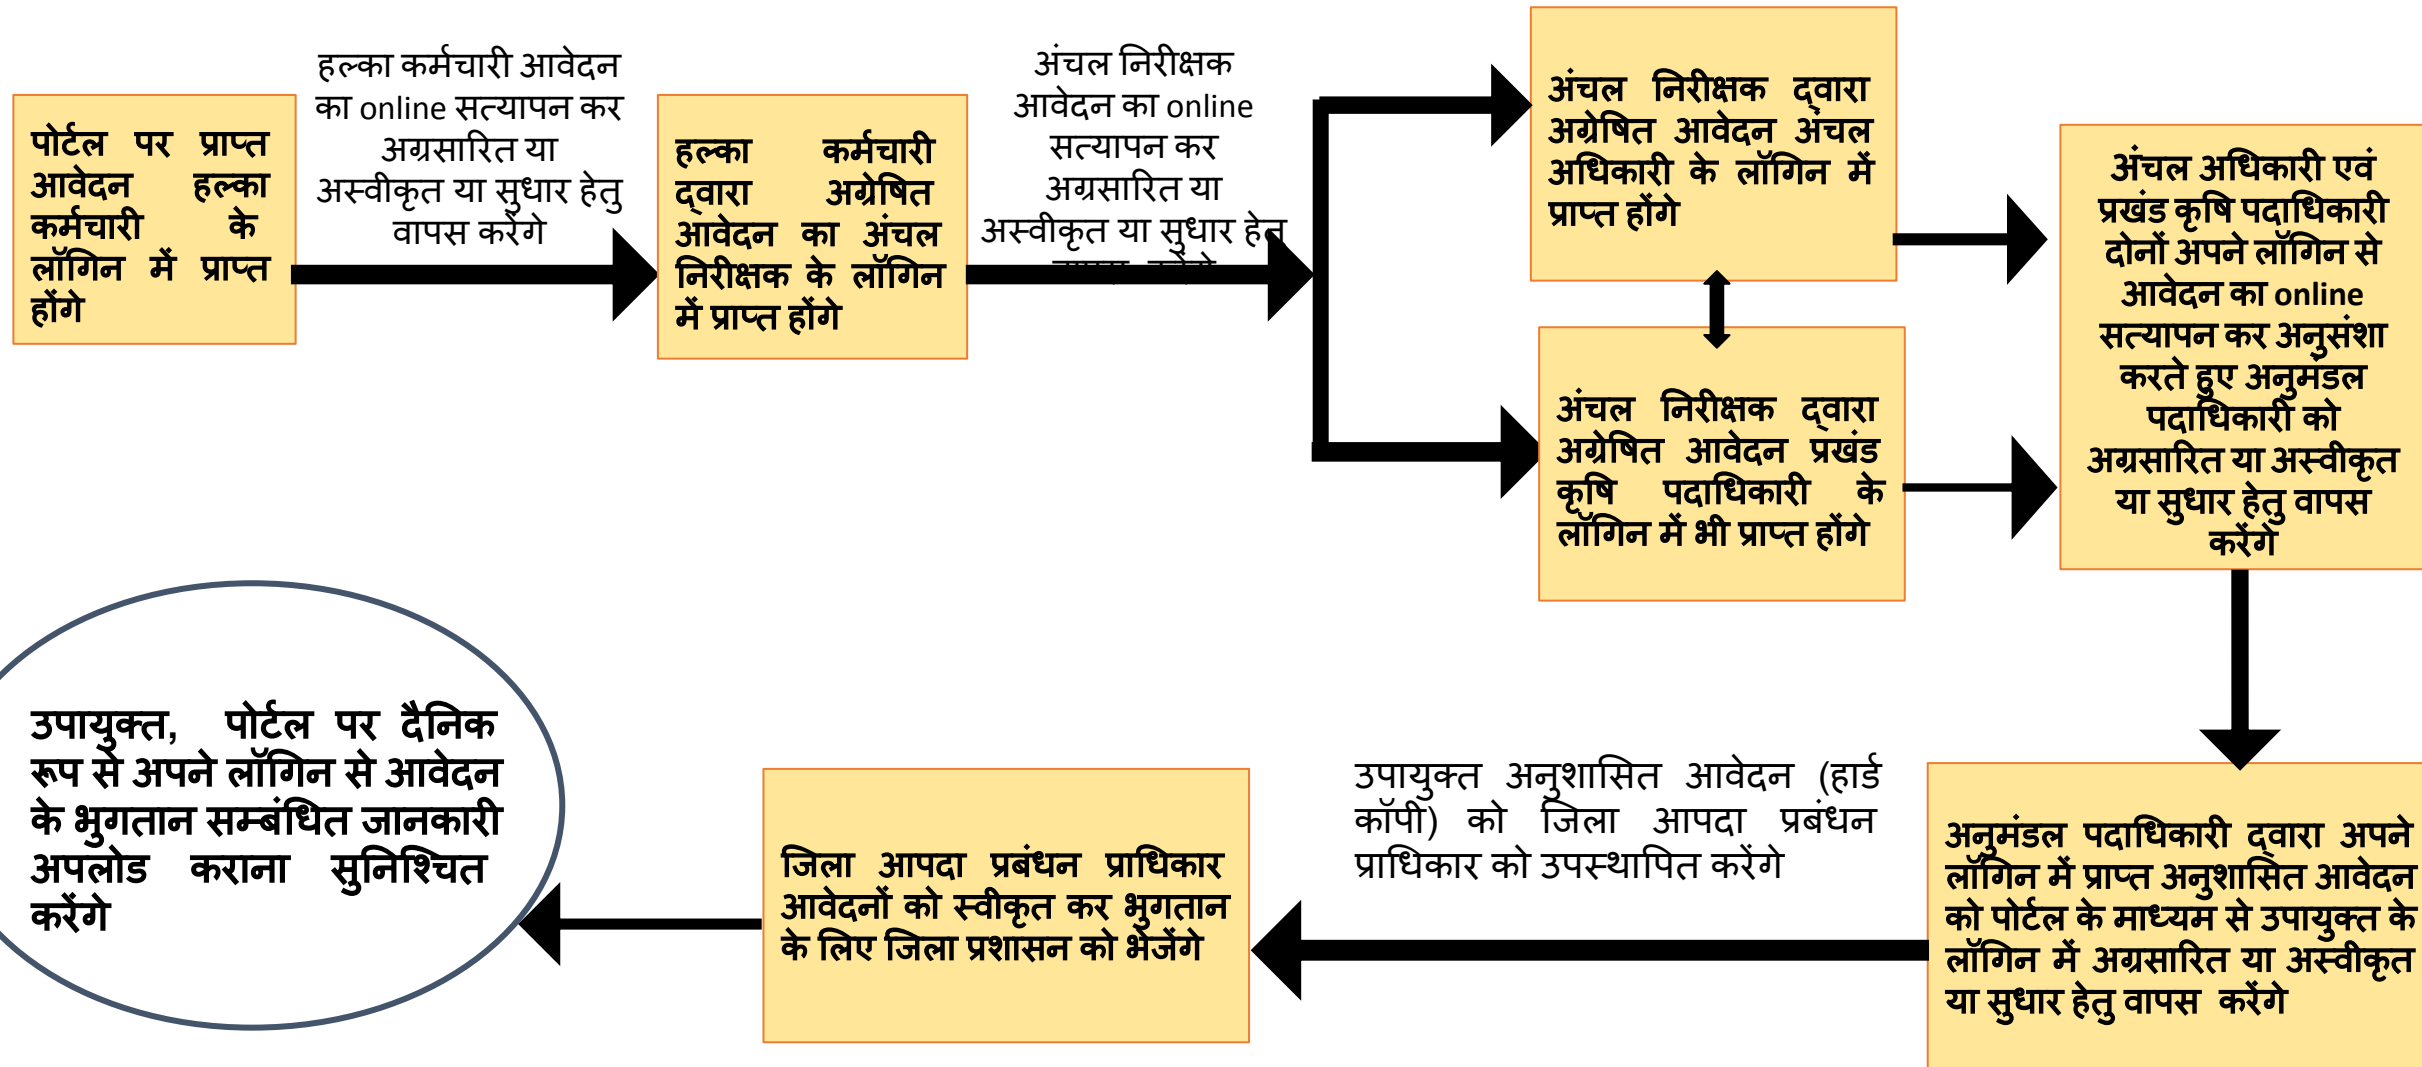 पोर्टल पर प्राप्त
आवेदन हल्का
कर्मचारी के
लॉगिन में प्राप्त
होंगे
हल्का कर्मचारी आवेदन
का online सत्यापन कर
अग्रसारित या
अस्वीकृत या सुधार हेतु
वापस करेंगे
हल्का कर्मचारी
द्वारा अग्रेषित
आवेदन का अंचल
निरीक्षक के लॉगिन
में प्राप्त होंगे
अंचल निरीक्षक
आवेदन का online
सत्यापन कर
अग्रसारित या
अस्वीकृत या सुधार हेतु
अंचल निरीक्षक द्वारा
अग्रेषित आवेदन अंचल
अधिकारी के लॉगिन में
प्राप्त होंगे
अंचल निरीक्षक द्वारा
अग्रेषित आवेदन प्रखंड
कृषि पदाधिकारी के
लॉगिन में भी प्राप्त होंगे
अंचल अधिकारी एवं
प्रखंड कृषि पदाधिकारी
दोनों अपने लॉगिन से
आवेदन का online
सत्यापन कर अनुसंशा
करते हुए अनुमंडल
पदाधिकारी को
अग्रसारित या अस्वीकृत
या सुधार हेतु वापस
करेंगे
अनुमंडल पदाधिकारी द्वारा अपने
लॉगिन में प्राप्त अनुशासित आवेदन
को पोर्टल के माध्यम से उपायुक्त के
लॉगिन में अग्रसारित या अस्वीकृत
या सुधार हेतु वापस करेंगे
उपायुक्त अनुशासित आवेदन (हार्ड
कॉपी) को जिला आपदा प्रबंधन
प्राधिकार को उपस्थापित करेंगे
जिला आपदा प्रबंधन प्राधिकार
आवेदनों को स्वीकृत कर भुगतान
के लिए जिला प्रशासन को भेजेंगे
उपायुक्त, पोर्टल पर दैनिक
रूप से अपने लॉगिन से आवेदन
के भुगतान सम्बंधित जानकारी
अपलोड कराना सुनिश्चित
करेंगे